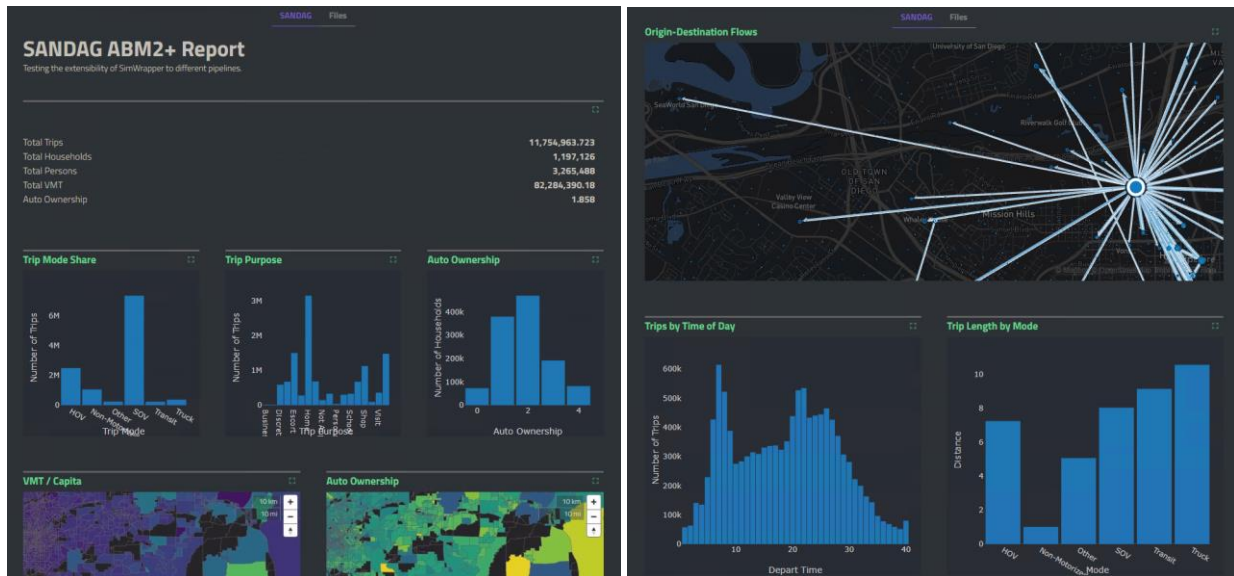 SANDAG Files
SANDAG ABM2+ Report
Testing the extensibility of SimWrapper to different pipelines.
Total Trips 11,754,963.723
Total Households 1,197,126
Total Persons 3,265,488
Total VMT 82,284,390.18
Auto Ownership 1.858
Trip Mode Share
Number of Trips
6M
4M
2M
0
HOV
Non-Motorized
Other
SOV
Transit
Truck
Trip Mode
Trip Purpose
Number of Trips
3M
2M
1M
0
Escort
Shop
Visit
Trip Purpose
Auto Ownership
Number of Households
400k
300k
200k
100k
0
0 2 4
Auto Ownership
VMT / Capita
10 km
10 mi
Auto Ownership
10 km
10 mi
SANDAG Files
Origin-Destination Flows
University of San Diego
SeaWorld San Diego
Riverwalk Golf
OLD TOWN
OF SAN
DIEGO
Valley View
Casino Center
Mission Hills
Trips by Time of Day
Number of Trips
600k
500k
400k
300k
200k
100k
0
10 20 30 40
Depart Time
Trip Length by Mode
Distance
10
8
6
4
2
0
HOV
Non-Motorized
Other
SOV
Transit
Truck
Mode